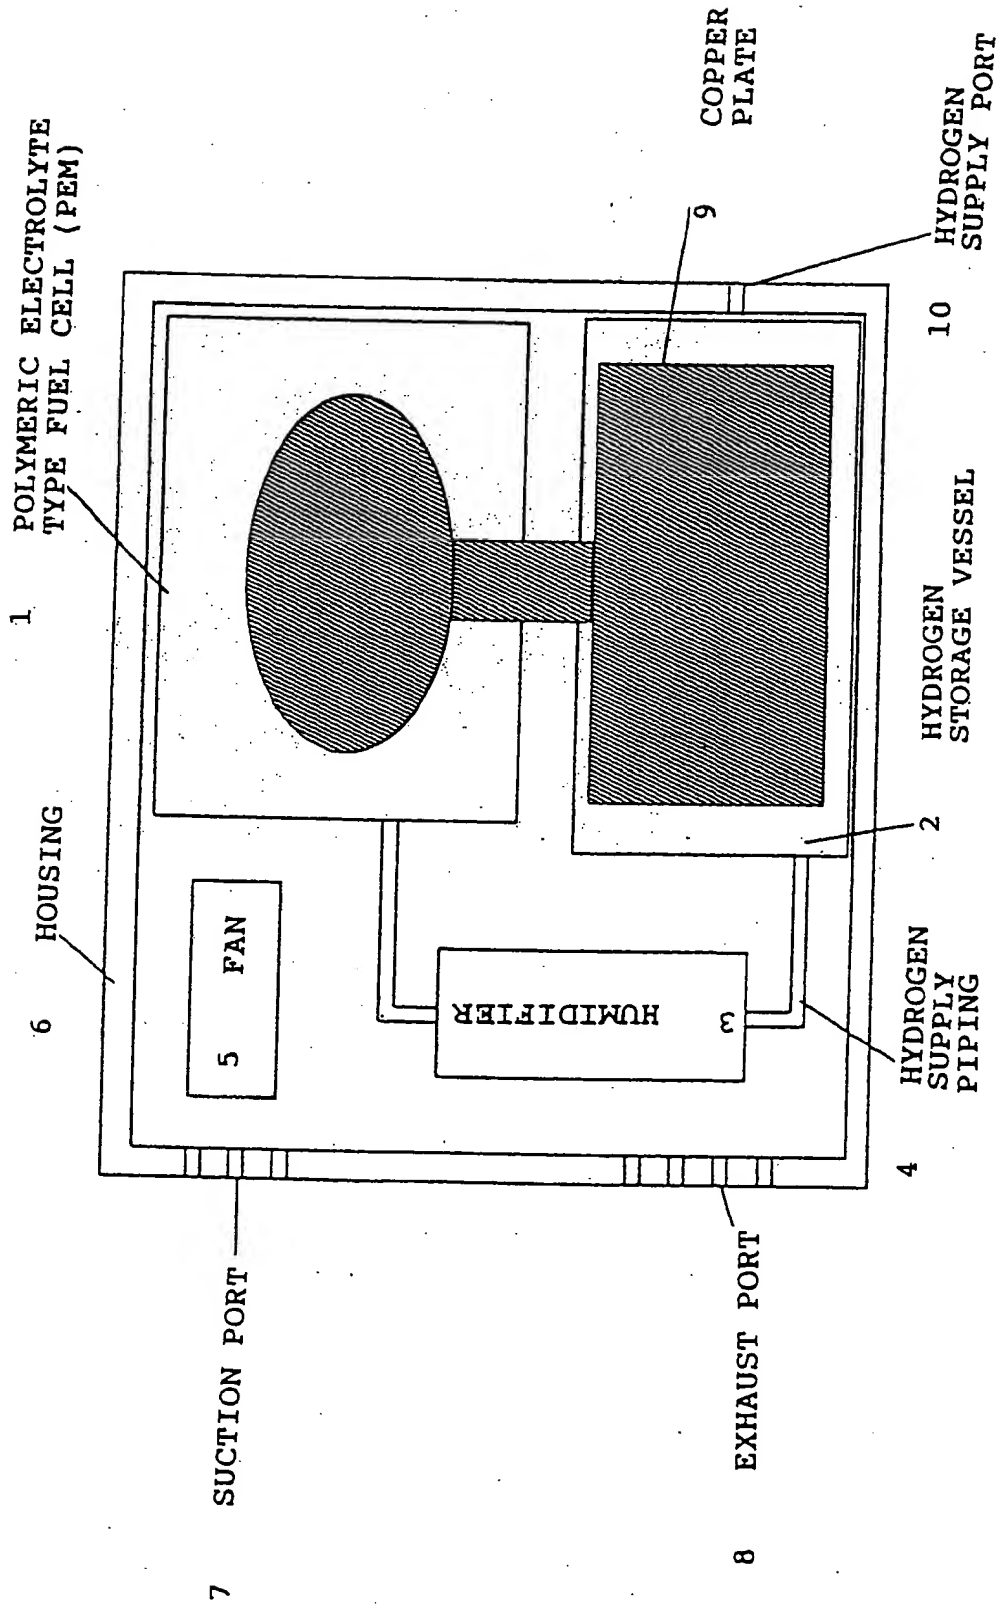 1 POLYMERIC ELECTROLYTE
TYPE FUEL CELL (PEM)
6 HOUSING
5 FAN
7 SUCTION PORT
COPPER
PLATE
9
HUMIDIFIER
3
10 HYDROGEN
SUPPLY PORT
2 HYDROGEN
STORAGE VESSEL
4 HYDROGEN
SUPPLY
PIPING
8 EXHAUST PORT